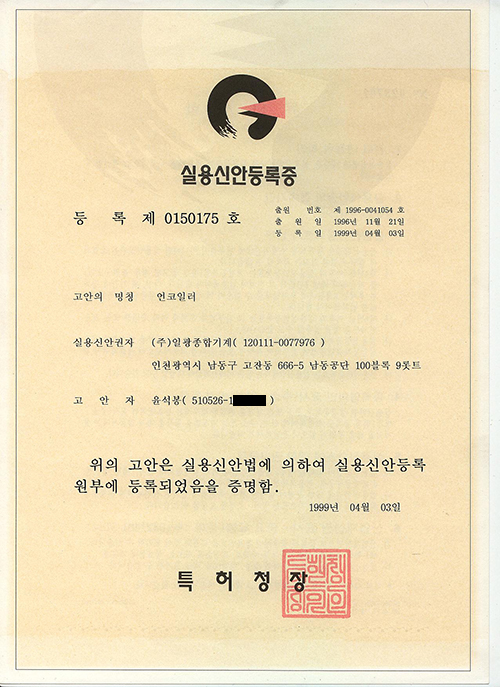 실용신안등록증
등 록 제 0150175 호
출원 번호 제 1996-0041054 호
출 원 일 1996년 11월 21일
등 록 일 1999년 04월 03일
고안의 명칭 언코일러
실용신안권자 (주)일광종합기계( 120111-0077976 )
인천광역시 남동구 고잔동 666-5 남동공단 100블록 9롯트
고 안 자 윤석봉( 510526-1 )
위의 고안은 실용신안법에 의하여 실용신안등록
원부에 등록되었음을 증명함.
1999년 04월 03일
특 허 청 장